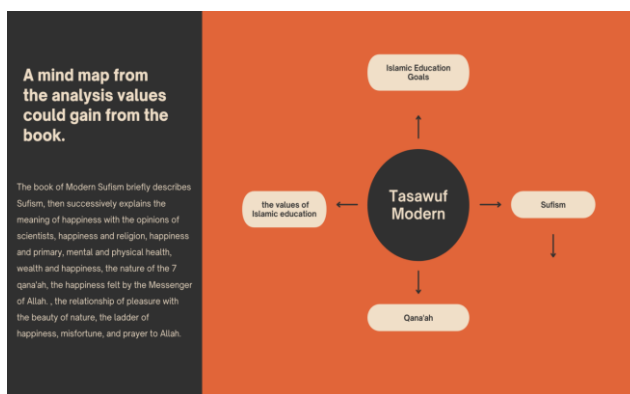 A mind map from
the analysis values
could gain from the
book.
The book of Modern Sufism briefly describes
Sufism, then successively explains the
meaning of happiness with the opinions of
scientists, happiness and religion, happiness
and primary, mental and physical health,
wealth and happiness, the nature of the 7
qana'ah, the happiness felt by the Messenger
of Allah. , the relationship of pleasure with
the beauty of nature, the ladder of
happiness, misfortune, and prayer to Allah.
Islamic Education
Goals
the values of
Islamic education
Tasawuf
Modern
Sufism
Qana'ah